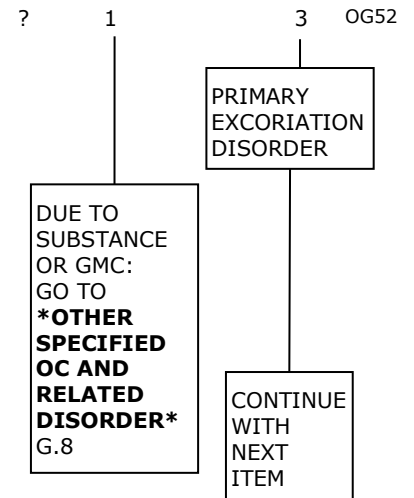 ? 1 3 OG52
PRIMARY
EXCORIATION
DISORDER
DUE TO
SUBSTANCE
OR GMC:
GO TO
*OTHER
SPECIFIED
OC AND
RELATED
DISORDER*
G.8
CONTINUE
WITH
NEXT
ITEM